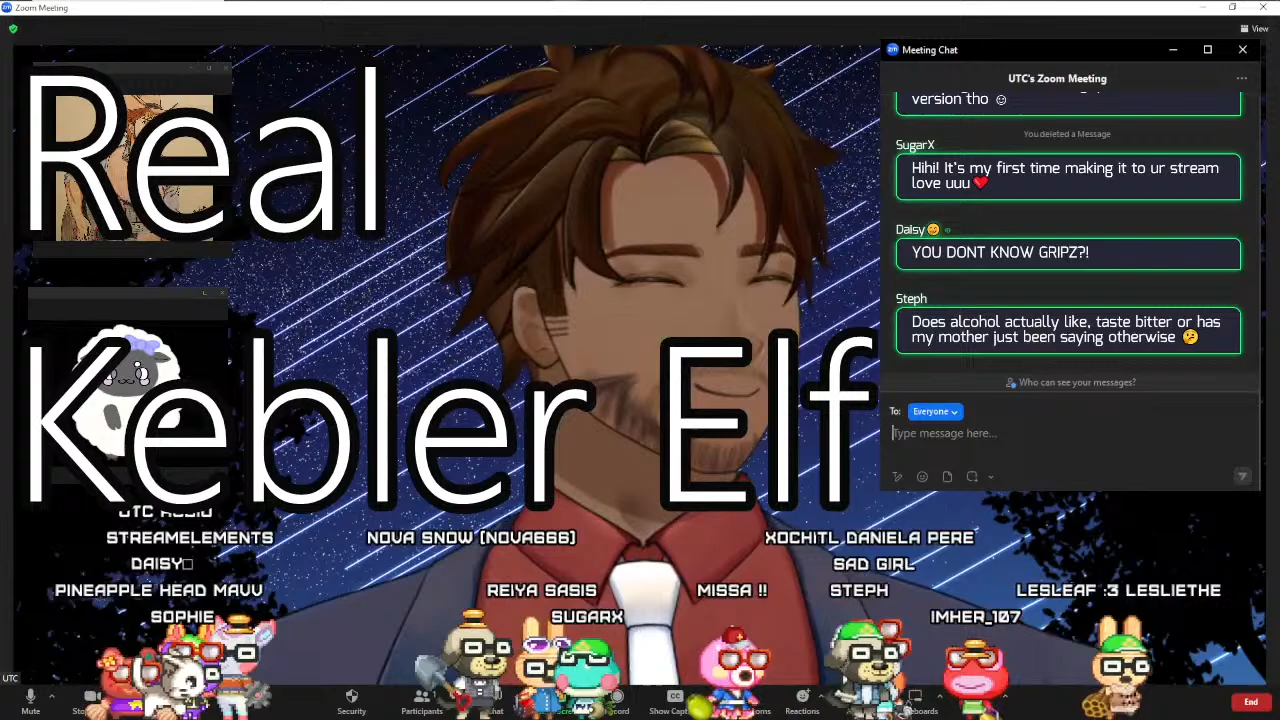 Zoom Meeting
View
Meeting Chat
UTC's Zoom Meeting
version tho ☺
You deleted a Message
SugarX
Hihi! It's my first time making it to ur stream
love uuu❤️
Daisy😊
YOU DONT KNOW GRIPZ?!
Steph
Does alcohol actually like, taste bitter or has
my mother just been saying otherwise 🤔
Who can see your messages?
To: Everyone
Type message here...
Real
Kebler Elf
UTC AUDIO
STREAMELEMENTS
NOVA SNOW [NOVA666]
XOCHITL DANIELA PERE
DAISY□
SAD GIRL
PINEAPPLE HEAD MAVV
REIYA SASIS
MISSA !!
STEPH
LESLEAF :3 LESLIETHE
SOPHIE
SUGARX
IMHER_107
UTC
Mute
Security
Participants
Reactions
End